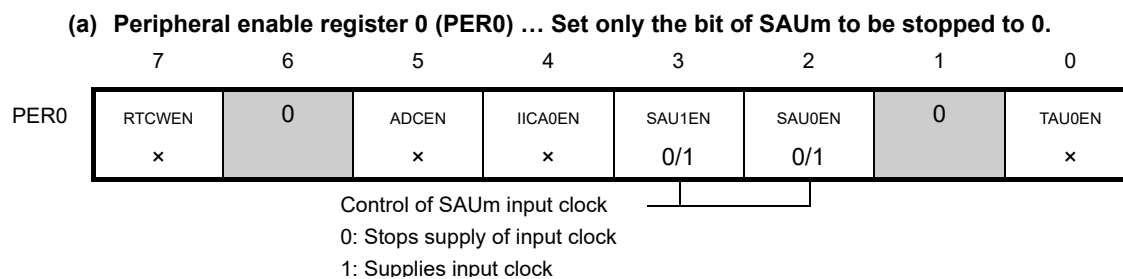 (a) Peripheral enable register 0 (PER0) … Set only the bit of SAUm to be stopped to 0.
7 6 5 4 3 2 1 0
PER0 RTCWEN 0 ADCEN IICA0EN SAU1EN SAU0EN 0 TAU0EN
× × × 0/1 0/1 ×
Control of SAUm input clock
0: Stops supply of input clock
1: Supplies input clock